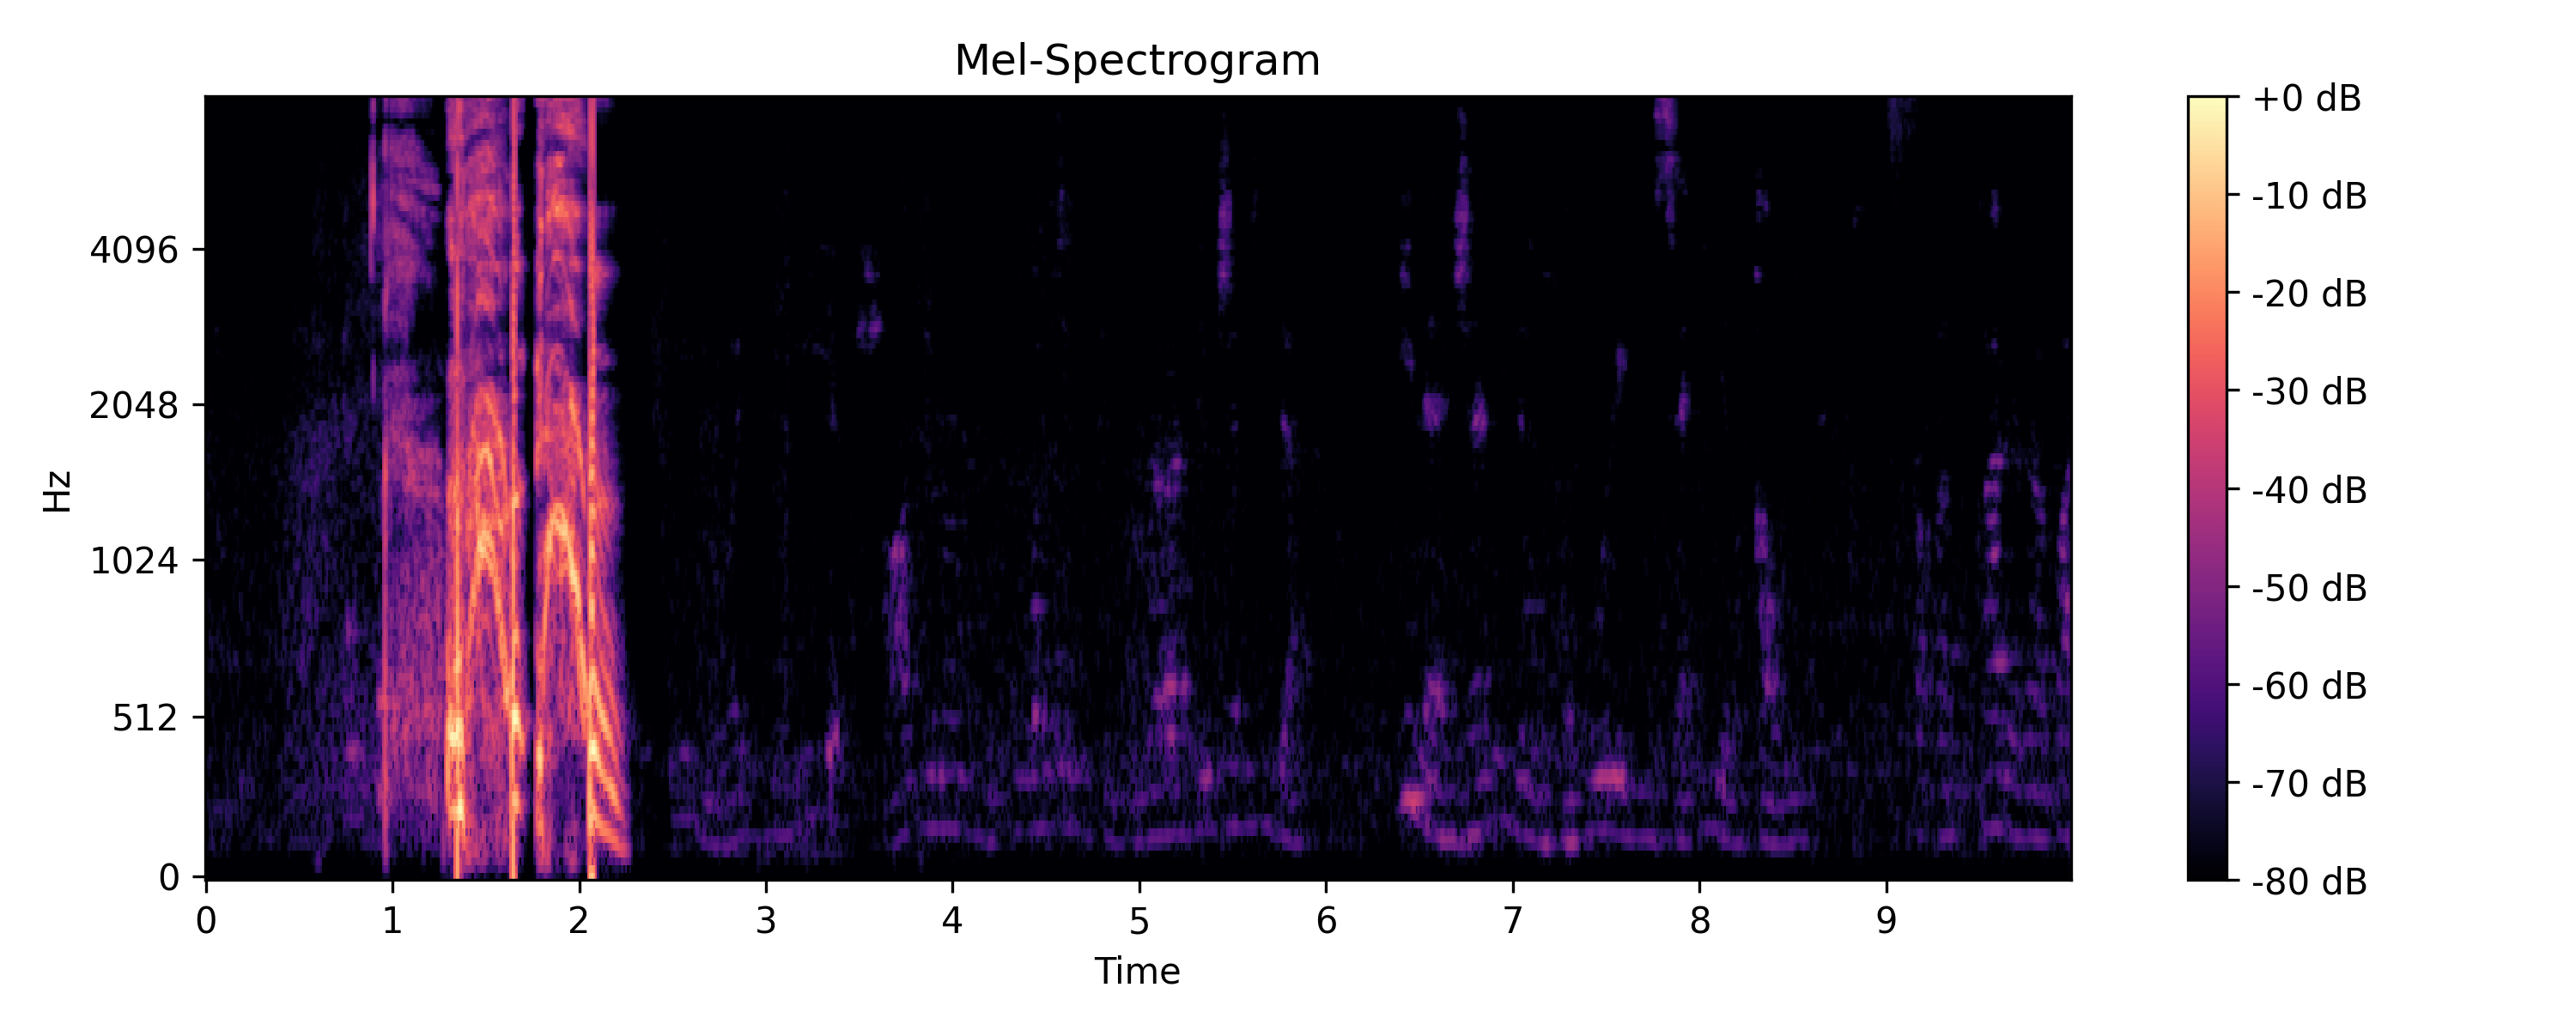 Mel-Spectrogram
+0 dB
-10 dB
-20 dB
-30 dB
-40 dB
-50 dB
-60 dB
-70 dB
-80 dB
Hz
4096
2048
1024
512
0
0 1 2 3 4 5 6 7 8 9
Time